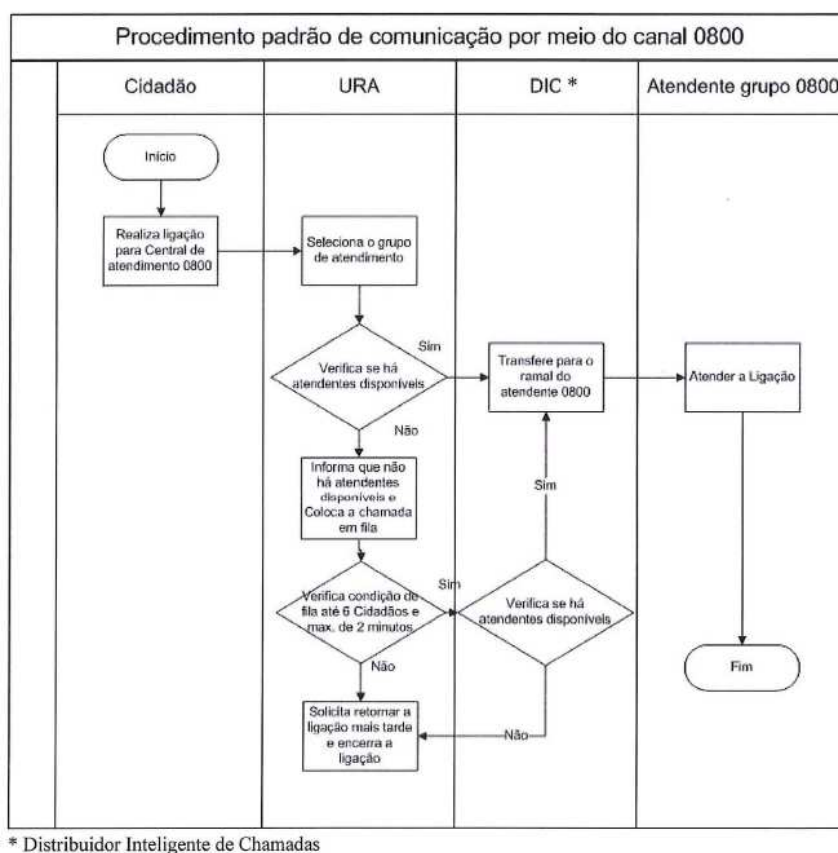 Procedimento padrão de comunicação por meio do canal 0800
Cidadão
URA
DIC *
Atendente grupo 0800
Início
Realiza ligação
para Central de
atendimento 0800
Seleciona o grupo
de atendimento
Verifica se há
atendentes disponíveis
Sim
Transfere para o
ramal do
atendente 0800
Atender a Ligação
Não
Informa que não
há atendentes
disponíveis e
Coloca a chamada
em fila
Sim
Verifica condição de
fila até 6 Cidadãos e
max. de 2 minutos
Sim
Verifica se há
atendentes disponíveis
Não
Fim
Solicita retornar a
ligação mais tarde
e encerra a
ligação
Não
* Distribuidor Inteligente de Chamadas